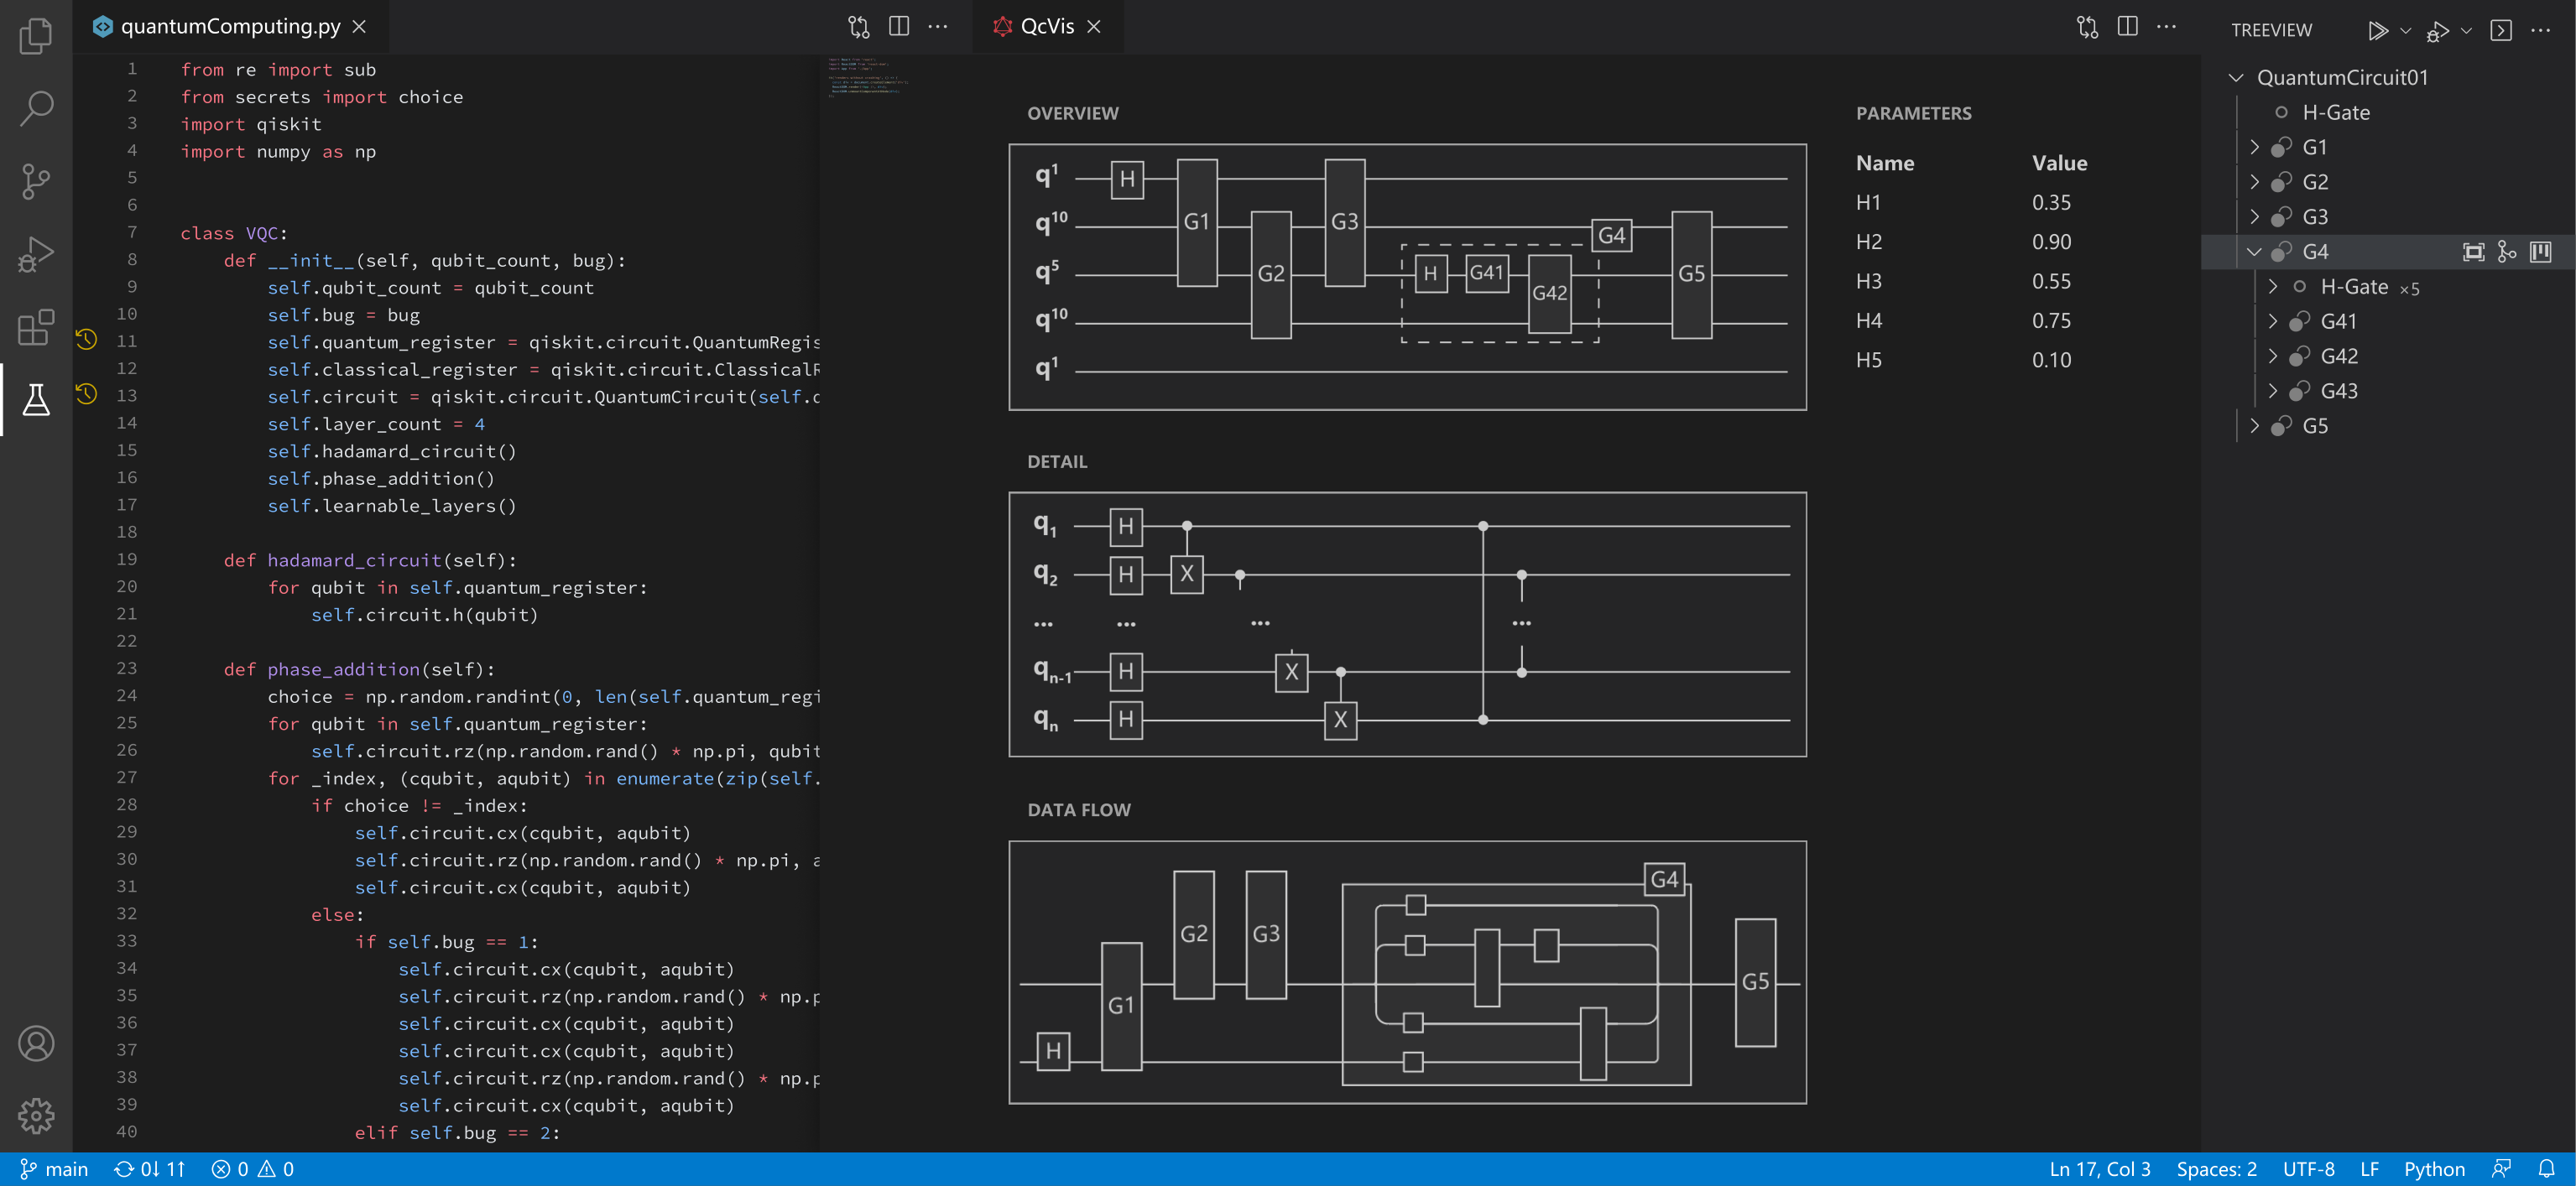 quantumComputing.py
QcVis
TREEVIEW
1 from re import sub
2 from secrets import choice
3 import qiskit
4 import numpy as np
5
6
7 class VQC:
8 def __init__(self, qubit_count, bug):
9 self.qubit_count = qubit_count
10 self.bug = bug
11 self.quantum_register = qiskit.circuit.QuantumRegis
12 self.classical_register = qiskit.circuit.ClassicalR
13 self.circuit = qiskit.circuit.QuantumCircuit(self.q
14 self.layer_count = 4
15 self.hadamard_circuit()
16 self.phase_addition()
17 self.learnable_layers()
18
19 def hadamard_circuit(self):
20 for qubit in self.quantum_register:
21 self.circuit.h(qubit)
22
23 def phase_addition(self):
24 choice = np.random.randint(0, len(self.quantum_regi
25 for qubit in self.quantum_register:
26 self.circuit.rz(np.random.rand() * np.pi, qubit
27 for _index, (cqubit, aqubit) in enumerate(zip(self.
28 if choice != _index:
29 self.circuit.cx(cqubit, aqubit)
30 self.circuit.rz(np.random.rand() * np.pi, a
31 self.circuit.cx(cqubit, aqubit)
32 else:
33 if self.bug == 1:
34 self.circuit.cx(cqubit, aqubit)
35 self.circuit.rz(np.random.rand() * np.p
36 self.circuit.cx(cqubit, aqubit)
37 self.circuit.cx(cqubit, aqubit)
38 self.circuit.rz(np.random.rand() * np.p
39 self.circuit.cx(cqubit, aqubit)
40 elif self.bug == 2:
OVERVIEW
q¹ H
q¹⁰ G1 G3 G4
q⁵ G2 H G41 G42 G5
q¹⁰
q¹
DETAIL
q₁ H
q₂ H X
... ... ... ...
qₙ₋₁ H X
qₙ H X
DATA FLOW
G4
G2 G3
G1 G5
H
PARAMETERS
Name Value
H1 0.35
H2 0.90
H3 0.55
H4 0.75
H5 0.10
QuantumCircuit01
H-Gate
G1
G2
G3
G4
H-Gate ×5
G41
G42
G43
G5
main 0↓ 1↑ 0 0
Ln 17, Col 3 Spaces: 2 UTF-8 LF Python